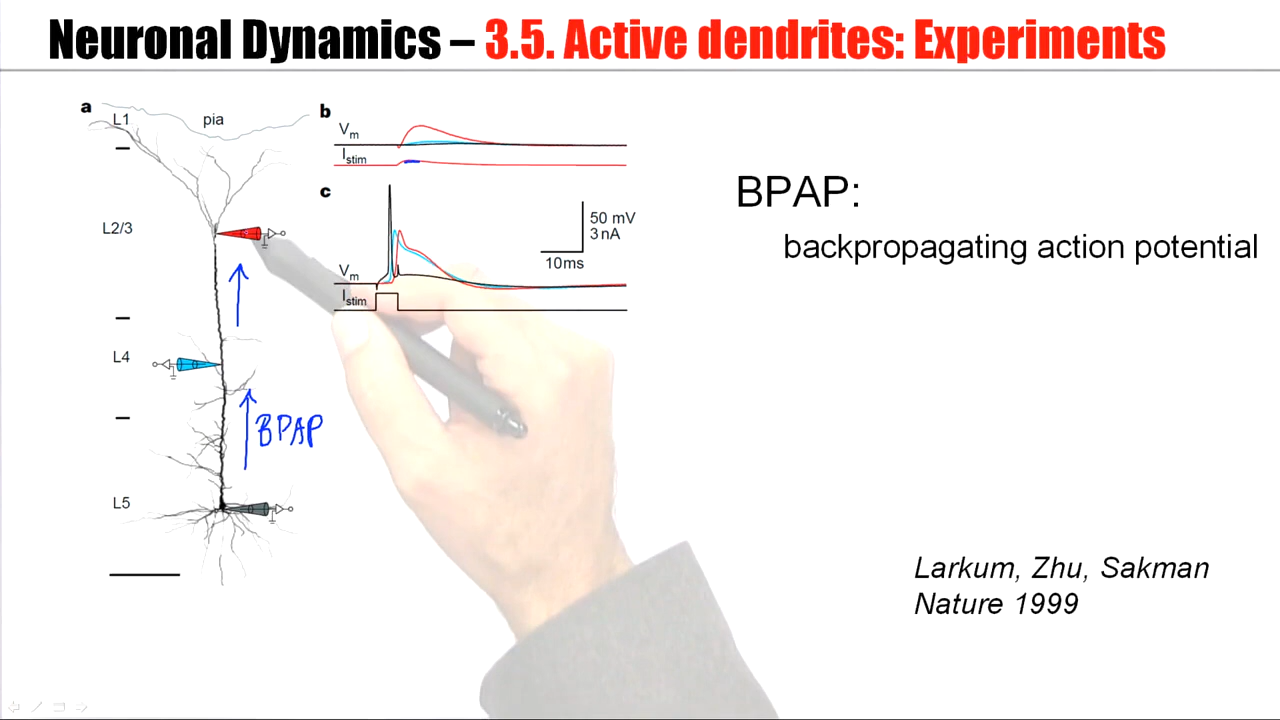 Neuronal Dynamics – 3.5. Active dendrites: Experiments
a
L1
pia
L2/3
L4
BPAP
L5
b
Vm
Istim
c
50 mV
3 nA
10ms
Vm
Istim
BPAP:
backpropagating action potential
Larkum, Zhu, Sakman
Nature 1999